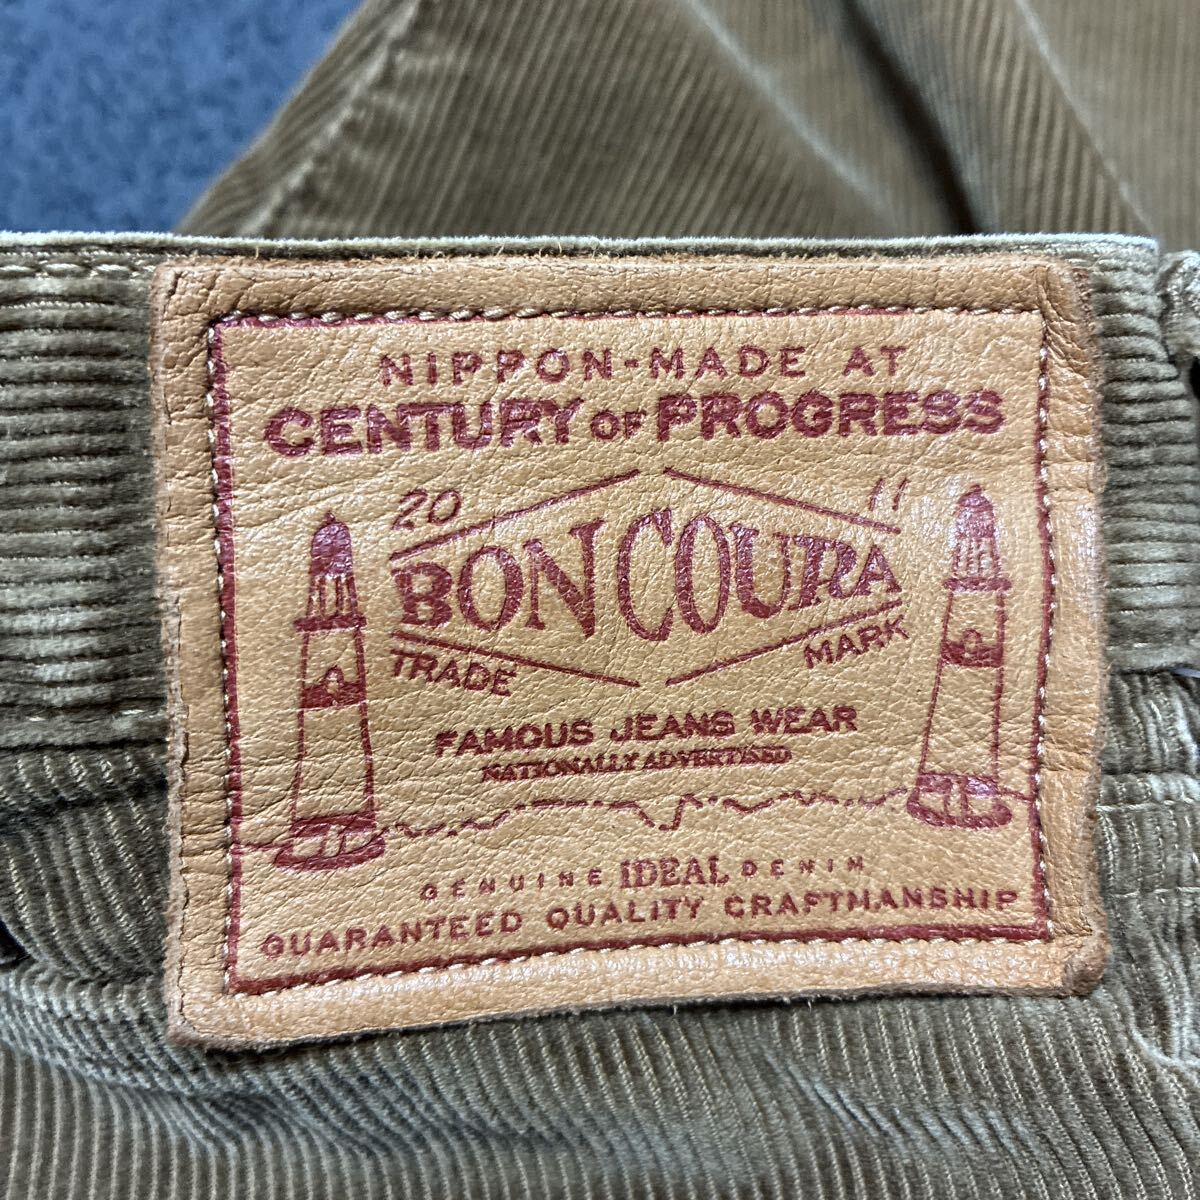 NIPPON-MADE AT
CENTURY OF PROGRESS
20 11
BONCOURA
TRADE MARK
FAMOUS JEANS WEAR
NATIONALLY ADVERTISED
GENUINE IDEAL DENIM
GUARANTEED QUALITY CRAFTMANSHIP